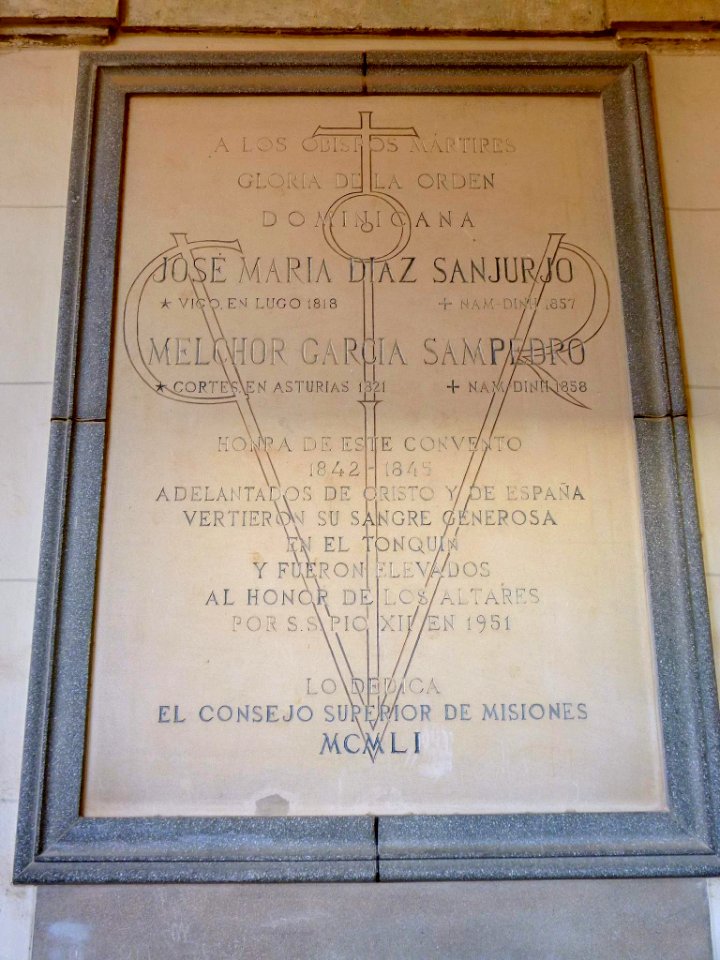 A LOS OBISPOS MÁRTIRES
GLORIA DE LA ORDEN
DOMINICANA
JOSÉ MARÍA DIAZ SANJURJO
★ VIGO, EN LUGO 1818 + NAM-DINH 1857
MELCHOR GARCIA SAMPEDRO
★ CORTES, EN ASTURIAS 1821 + NAM-DINH 1858
HONRA DE ESTE CONVENTO
1842 - 1845
ADELANTADOS DE CRISTO Y DE ESPAÑA
VERTIERON SU SANGRE GENEROSA
EN EL TONQUIN
Y FUERON ELEVADOS
AL HONOR DE LOS ALTARES
POR S.S. PIO XII EN 1951
LO DEDICA
EL CONSEJO SUPERIOR DE MISIONES
MCMLI